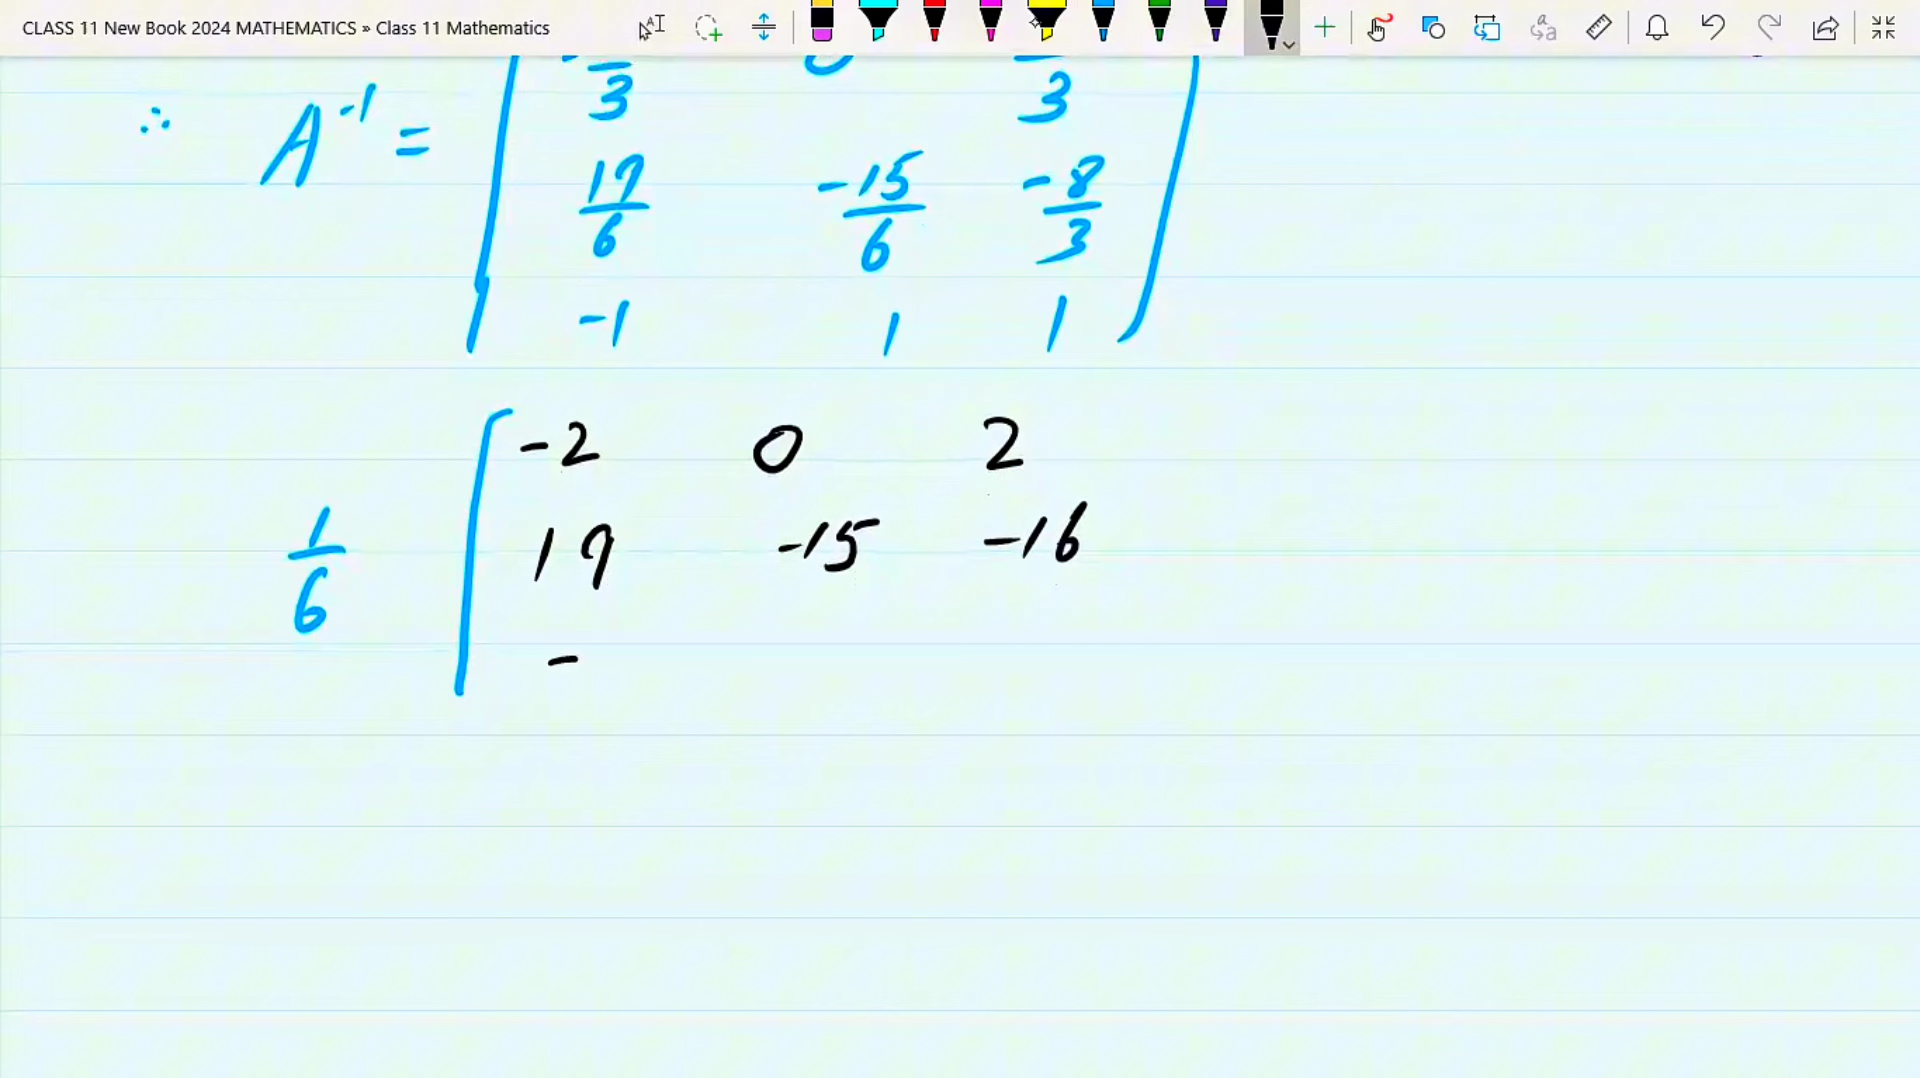 CLASS 11 New Book 2024 MATHEMATICS » Class 11 Mathematics
3 0 3
∴ A⁻¹ =
19/6 -15/6 -8/3
-1 1 1
-2 0 2
1/6
19 -15 -16
-